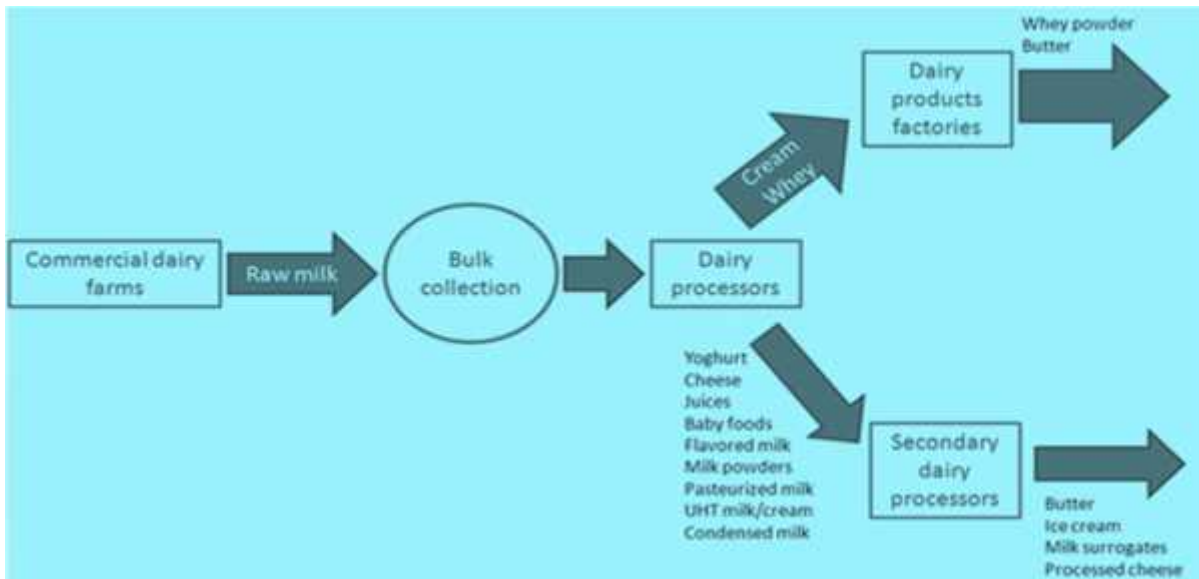 Commercial dairy
farms
Raw milk
Bulk
collection
Dairy
processors
Cream
Whey
Dairy
products
factories
Whey powder
Butter
Yoghurt
Cheese
Juices
Baby foods
Flavored milk
Milk powders
Pasteurized milk
UHT milk/cream
Condensed milk
Secondary
dairy
processors
Butter
Ice cream
Milk surrogates
Processed cheese